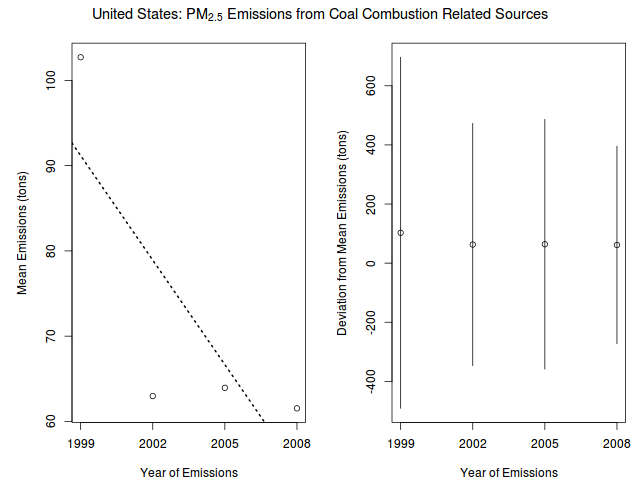 United States: PM2.5 Emissions from Coal Combustion Related Sources
Mean Emissions (tons)
100
90
80
70
60
1999 2002 2005 2008
Year of Emissions
Deviation from Mean Emissions (tons)
600
400
200
0
-200
-400
1999 2002 2005 2008
Year of Emissions